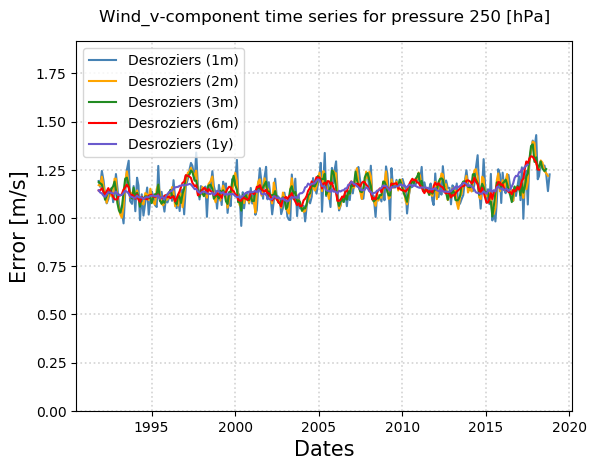 Wind_v-component time series for pressure 250 [hPa]
Desroziers (1m)
Desroziers (2m)
Desroziers (3m)
Desroziers (6m)
Desroziers (1y)
Error [m/s]
1.75
1.50
1.25
1.00
0.75
0.50
0.25
0.00
1995 2000 2005 2010 2015 2020
Dates